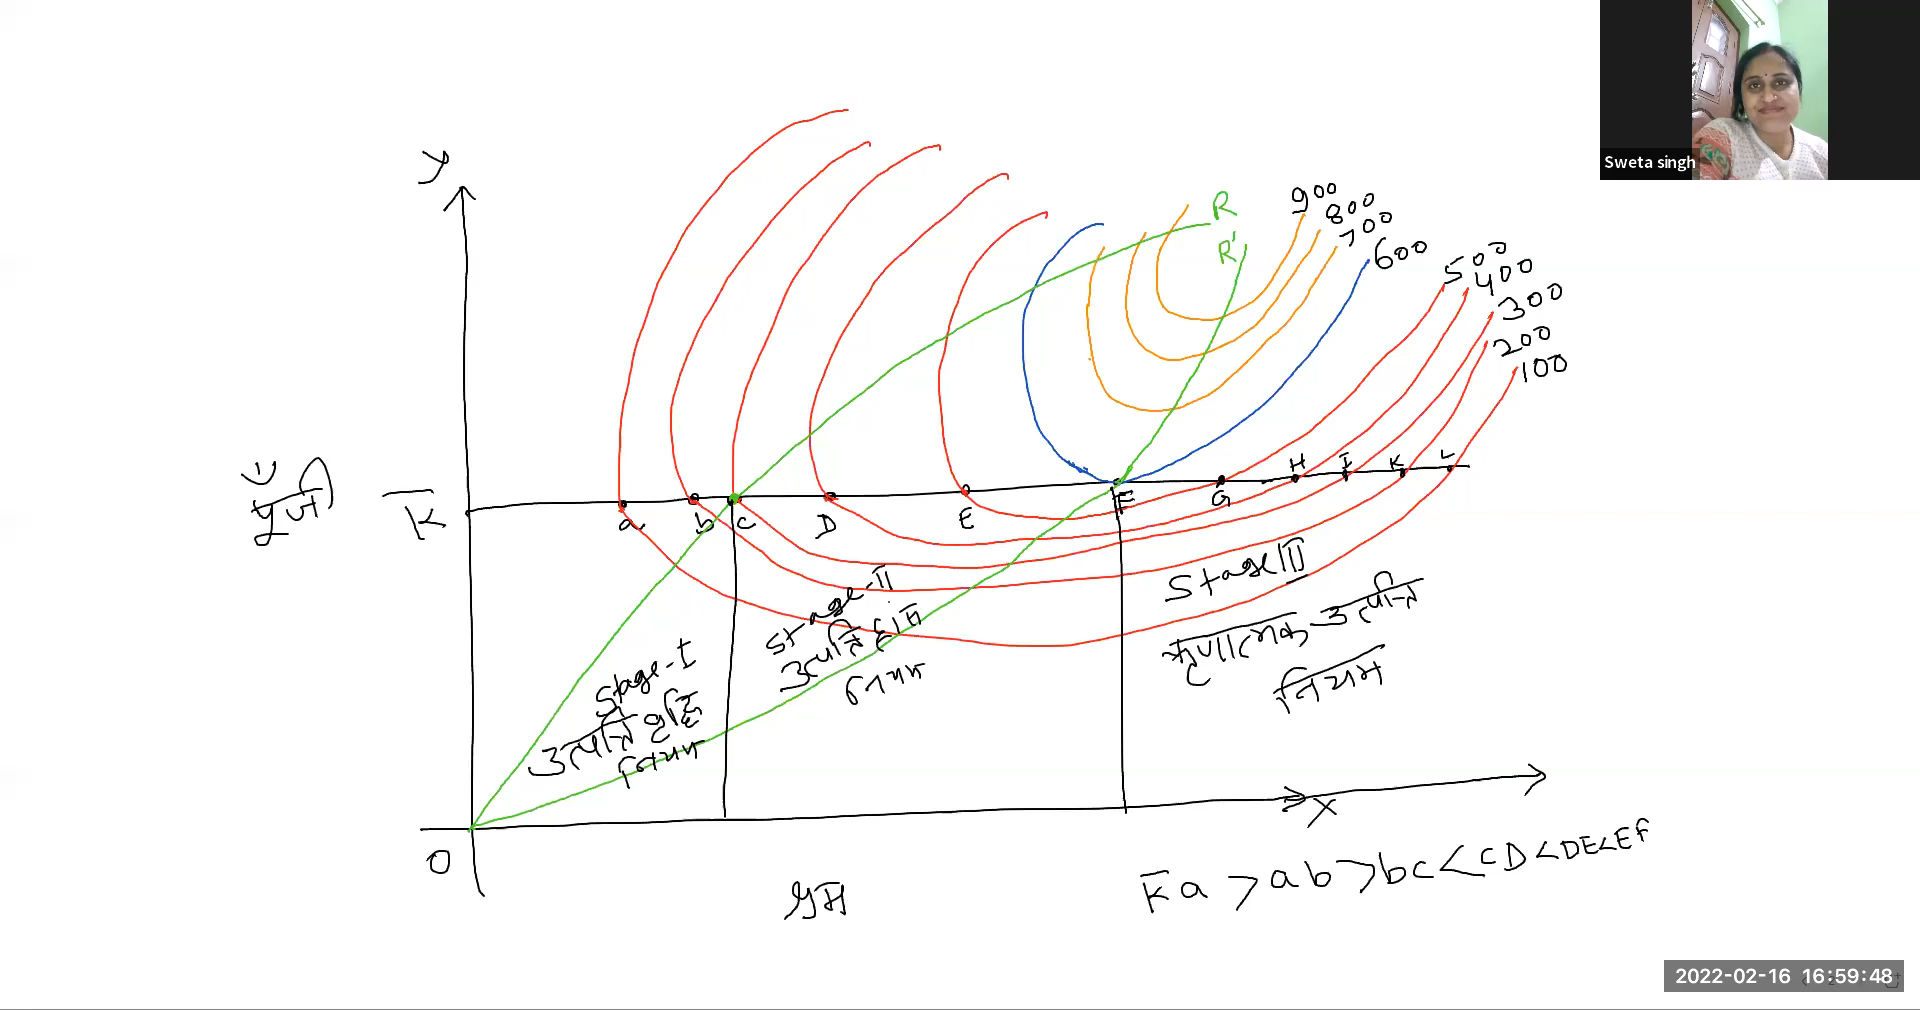 Sweta singh
y
R
R'
900
800
700
600
500
400
300
200
100
पूँजी
K̅
a
b
C
D
E
F
G
H
I
K
L
Stage-I
उत्पत्ति वृद्धि
नियम
Stage-II
उत्पत्ति ह्रास
नियम
Stage III
ऋणात्मक उत्पत्ति
नियम
X
O
श्रम
K̅a > ab > bc < CD < DE < EF
2022-02-16 16:59:48